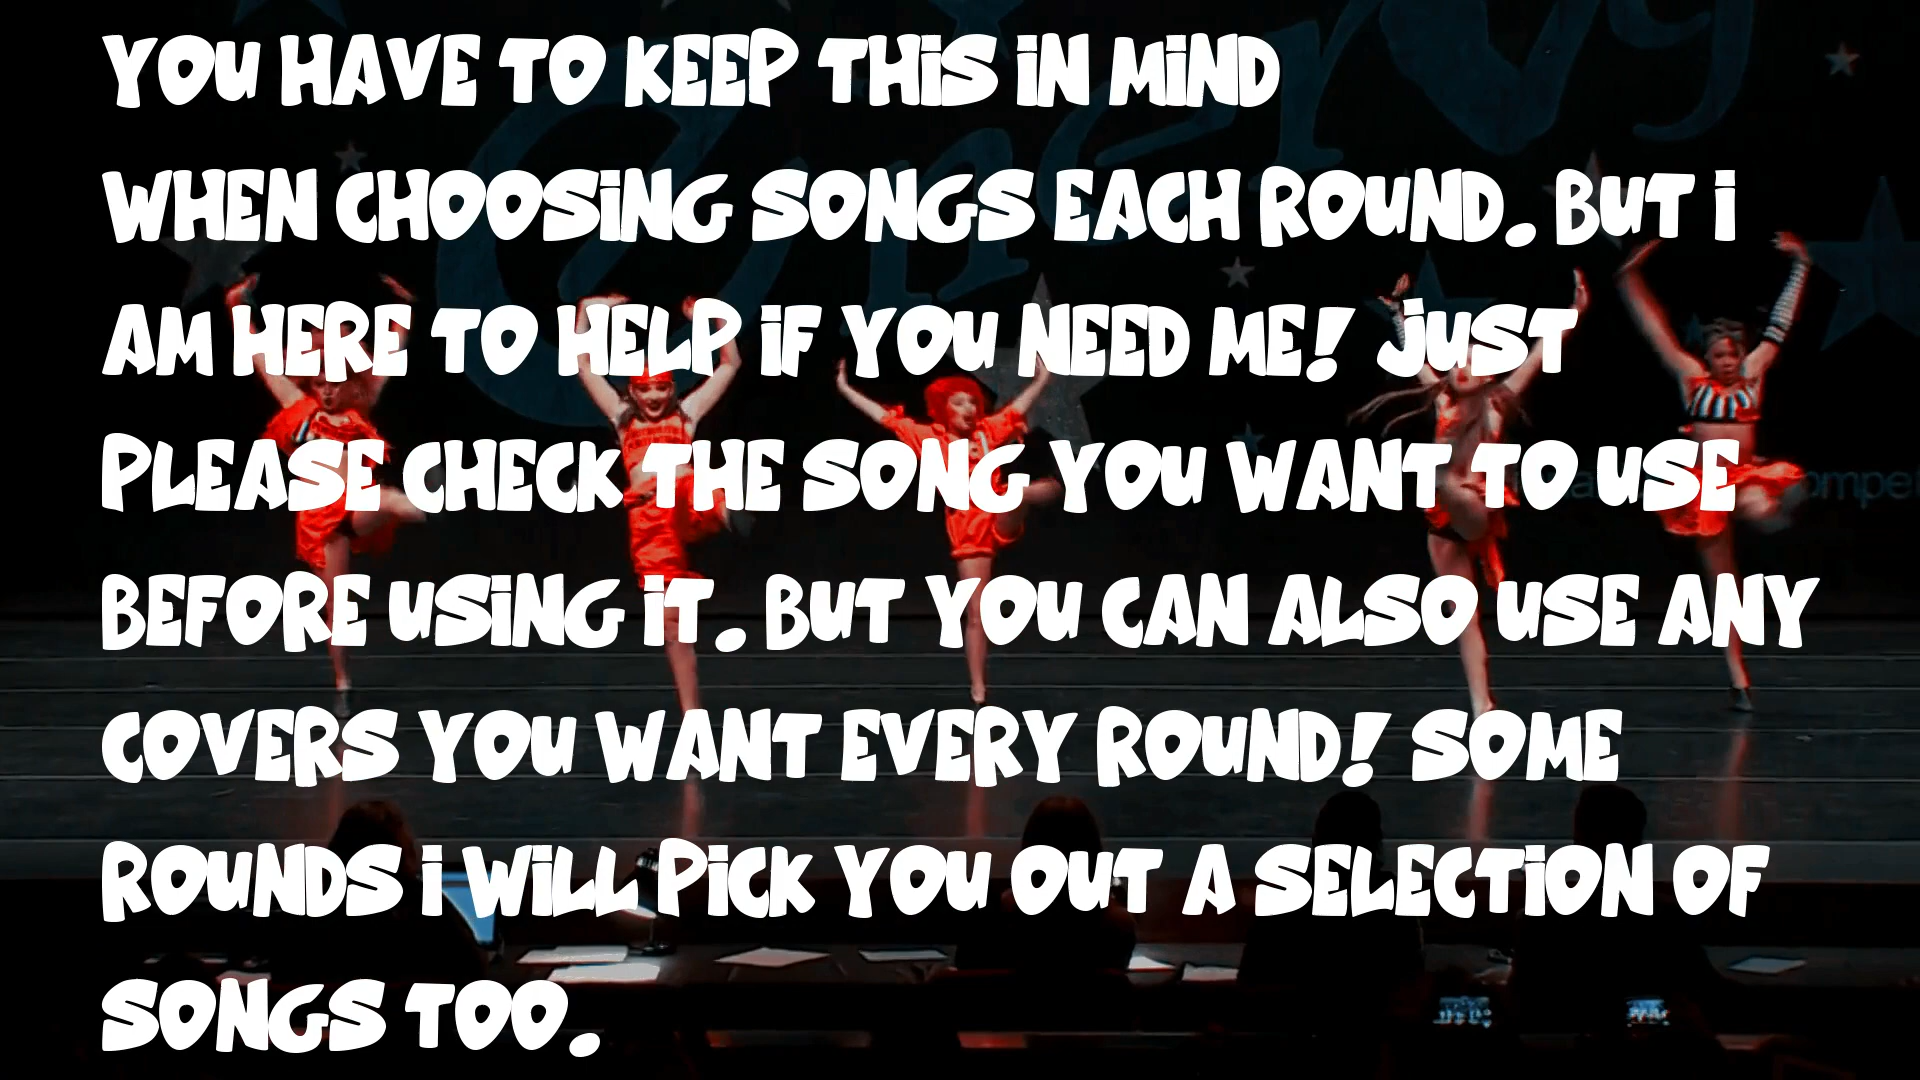 YOU HAVE TO KEEP THiS iN MiND
WHEN CHOOSiNG SONGS EACH ROUND. BUT i
AM HERE TO HELP iF YOU NEED ME! JUST
PLEASE CHECK THE SONG YOU WANT TO USE
BEFORE USiNG iT. BUT YOU CAN ALSO USE ANY
COVERS YOU WANT EVERY ROUND! SOME
ROUNDS i WiLL PiCK YOU OUT A SELECTiON OF
SONGS TOO.